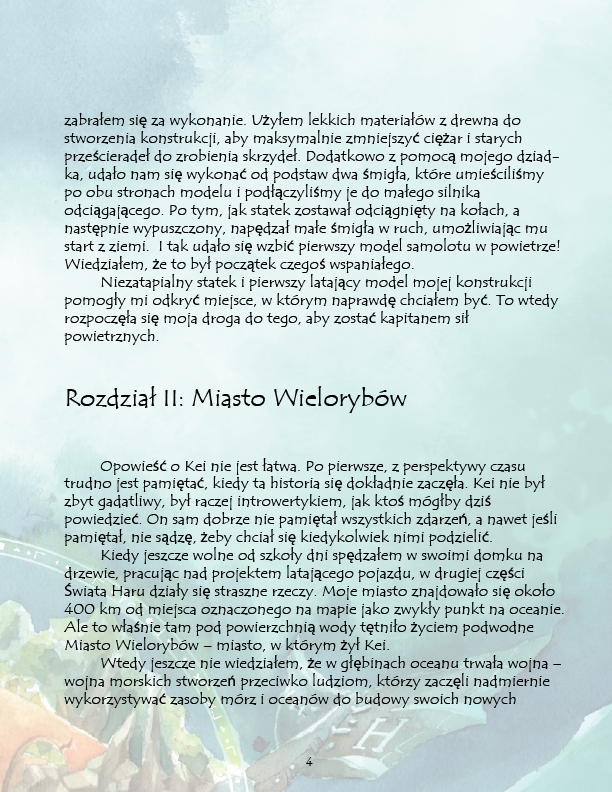 zabrałem się za wykonanie. Użyłem lekkich materiałów z drewna do
stworzenia konstrukcji, aby maksymalnie zmniejszyć ciężar i starych
prześcieradeł do zrobienia skrzydeł. Dodatkowo z pomocą mojego dziad-
ka, udało nam się wykonać od podstaw dwa śmigła, które umieściliśmy
po obu stronach modelu i podłączyliśmy je do małego silnika
odciągającego. Po tym, jak statek zostawał odciągnięty na kołach, a
następnie wypuszczony, napędzał małe śmigła w ruch, umożliwiając mu
start z ziemi. I tak udało się wzbić pierwszy model samolotu w powietrze!
Wiedziałem, że to był początek czegoś wspaniałego.
Niezatapialny statek i pierwszy latający model mojej konstrukcji
pomogły mi odkryć miejsce, w którym naprawdę chciałem być. To wtedy
rozpoczęła się moja droga do tego, aby zostać kapitanem sił
powietrznych.
Rozdział II: Miasto Wielorybów
Opowieść o Kei nie jest łatwa. Po pierwsze, z perspektywy czasu
trudno jest pamiętać, kiedy ta historia się dokładnie zaczęła. Kei nie był
zbyt gadatliwy, był raczej introwertykiem, jak ktoś mógłby dziś
powiedzieć. On sam dobrze nie pamiętał wszystkich zdarzeń, a nawet jeśli
pamiętał, nie sądzę, żeby chciał się kiedykolwiek nimi podzielić.
Kiedy jeszcze wolne od szkoły dni spędzałem w swoimi domku na
drzewie, pracując nad projektem latającego pojazdu, w drugiej części
Świata Haru działy się straszne rzeczy. Moje miasto znajdowało się około
400 km od miejsca oznaczonego na mapie jako zwykły punkt na oceanie.
Ale to właśnie tam pod powierzchnią wody tętniło życiem podwodne
Miasto Wielorybów – miasto, w którym żył Kei.
Wtedy jeszcze nie wiedziałem, że w głębinach oceanu trwała wojna –
wojna morskich stworzeń przeciwko ludziom, którzy zaczęli nadmiernie
wykorzystywać zasoby mórz i oceanów do budowy swoich nowych
H
4